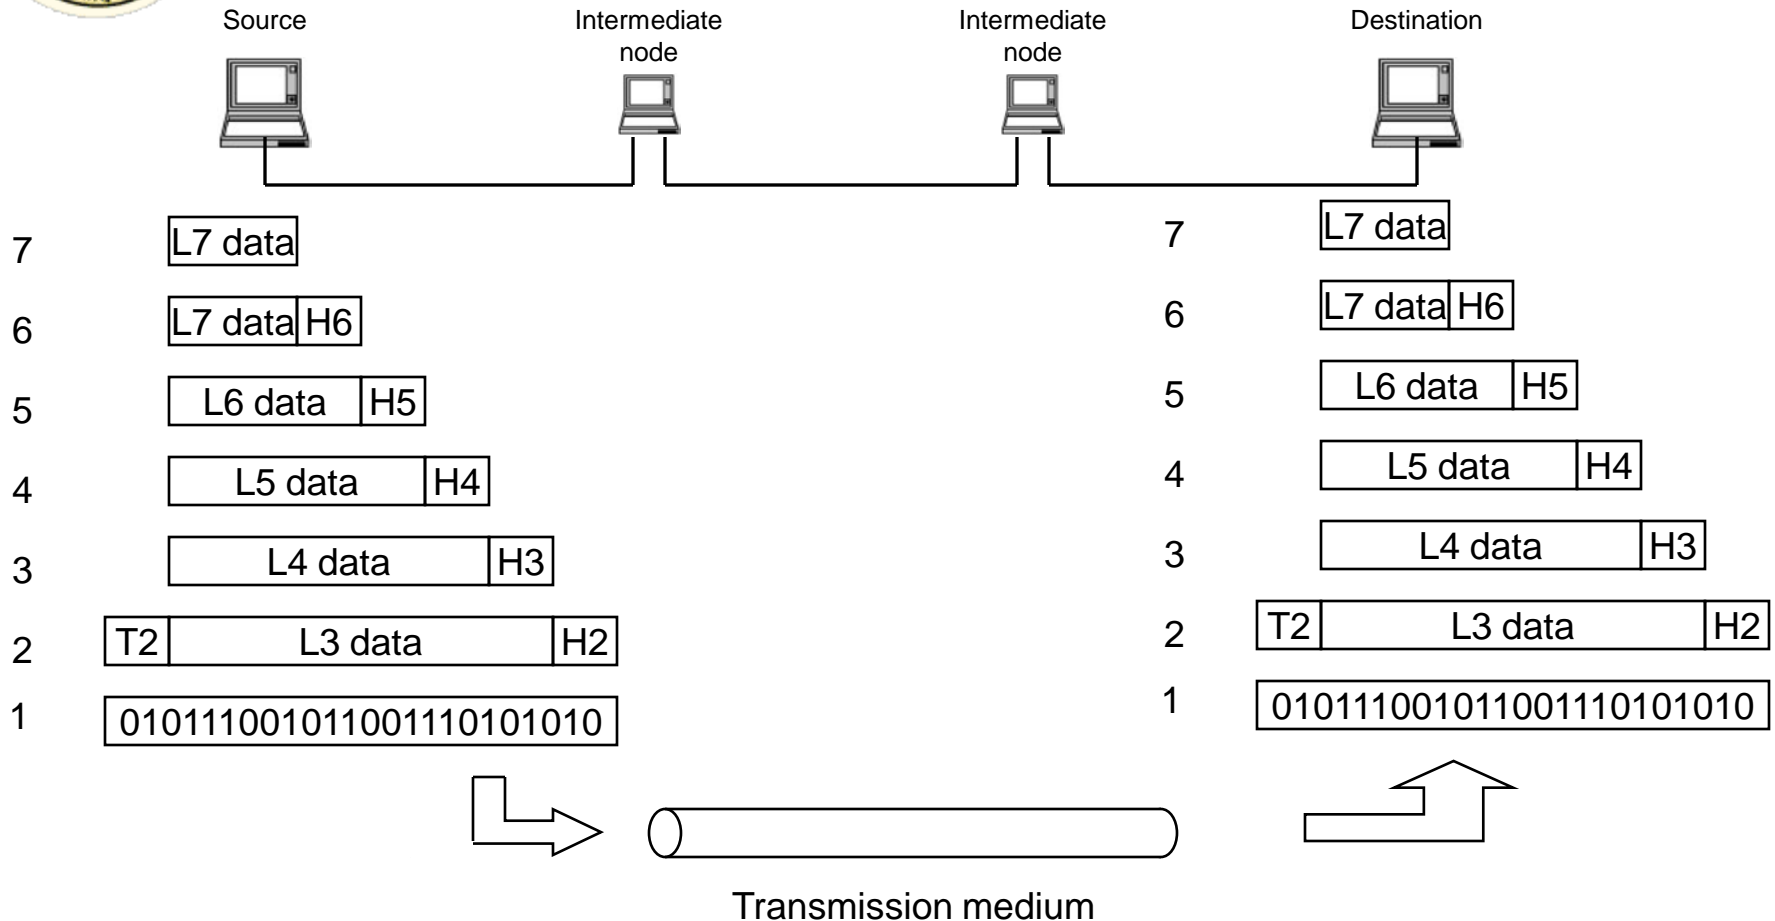 Source
Intermediate
node
Intermediate
node
Destination
7 L7 data
6 L7 data H6
5 L6 data H5
4 L5 data H4
3 L4 data H3
2 T2 L3 data H2
1 010111001011001110101010
7 L7 data
6 L7 data H6
5 L6 data H5
4 L5 data H4
3 L4 data H3
2 T2 L3 data H2
1 010111001011001110101010
Transmission medium